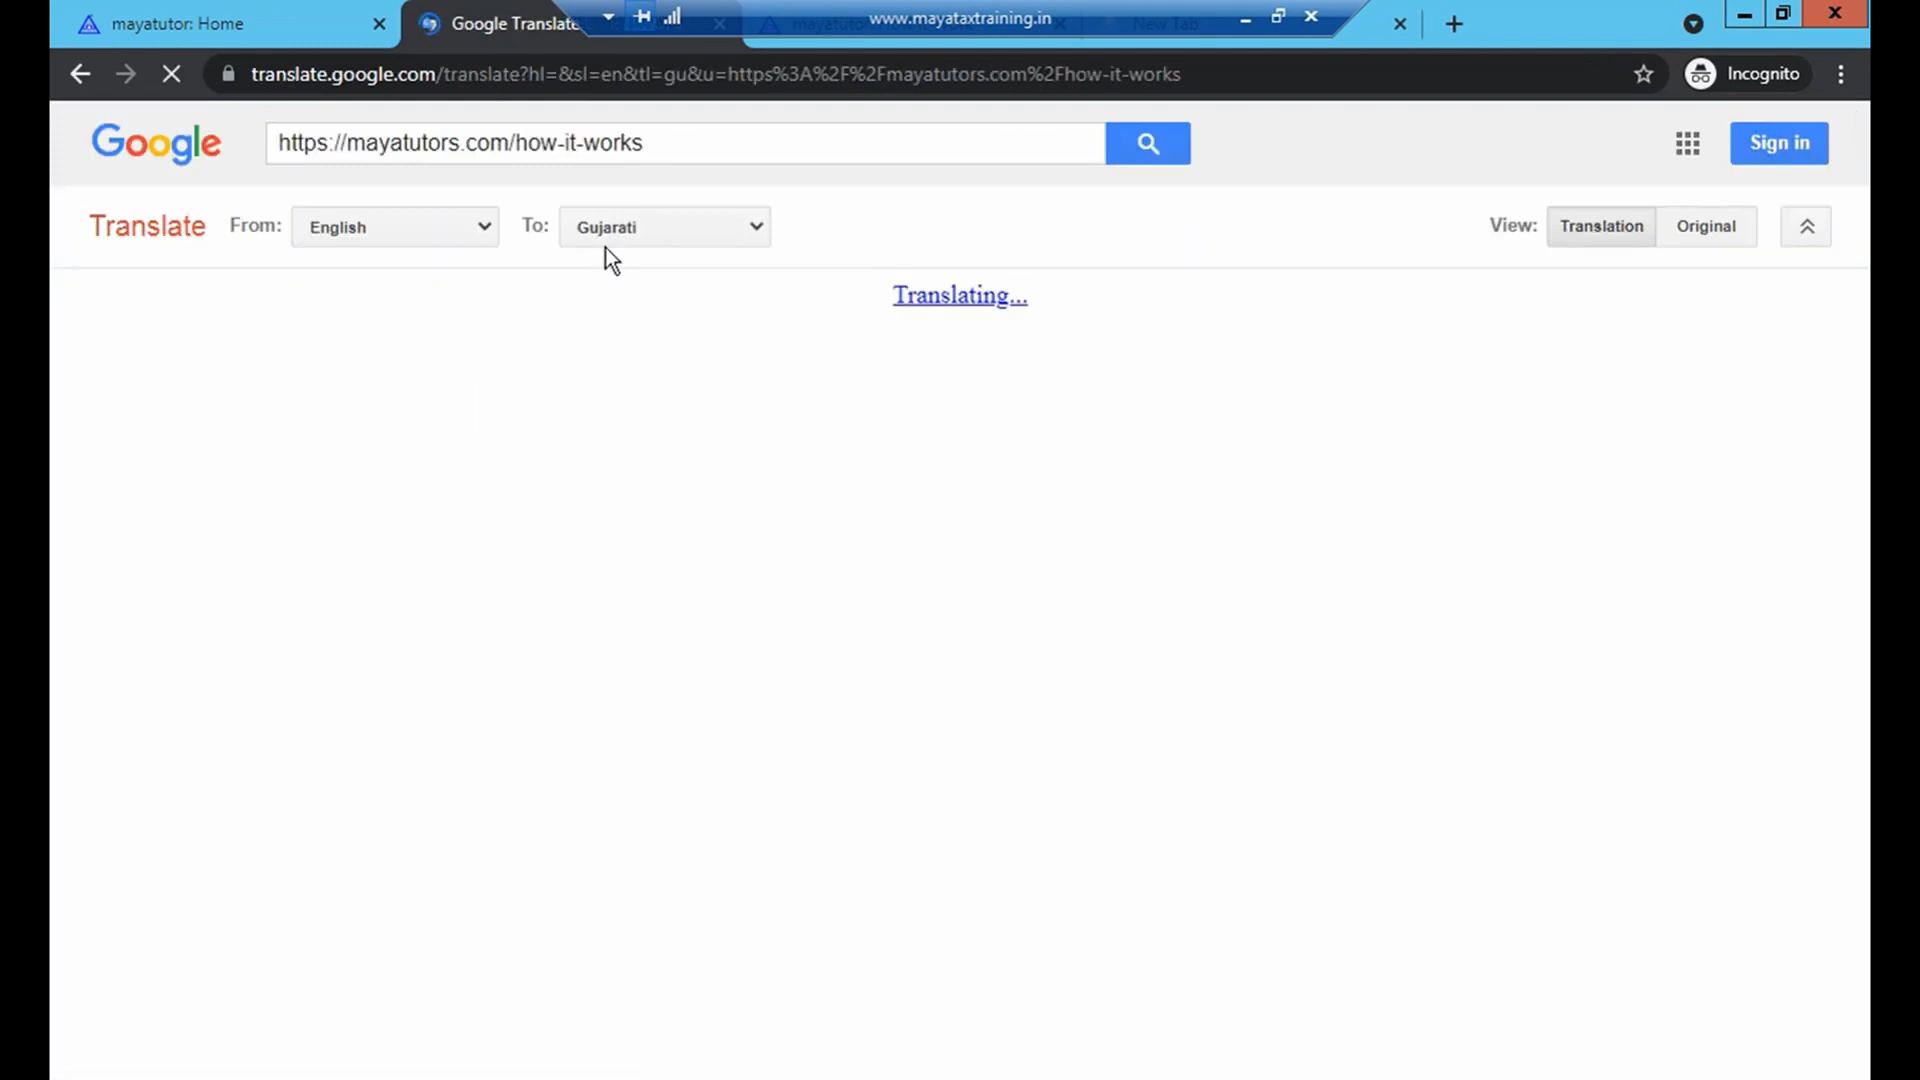 mayatutor: Home
Google Translate
www.mayataxtraining.in
New Tab
translate.google.com/translate?hl=&sl=en&tl=gu&u=https%3A%2F%2Fmayatutors.com%2Fhow-it-works
Incognito
Google
https://mayatutors.com/how-it-works
Sign in
Translate
From:
English
To:
Gujarati
View:
Translation
Original
Translating...